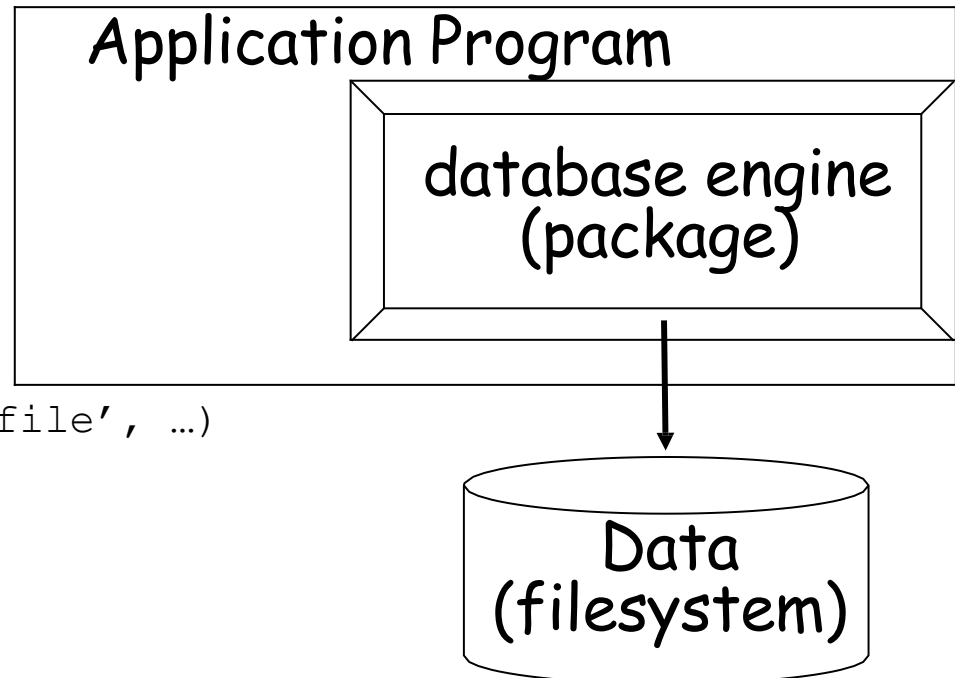 Application Program
database engine
(package)
file’, …)
Data
(filesystem)